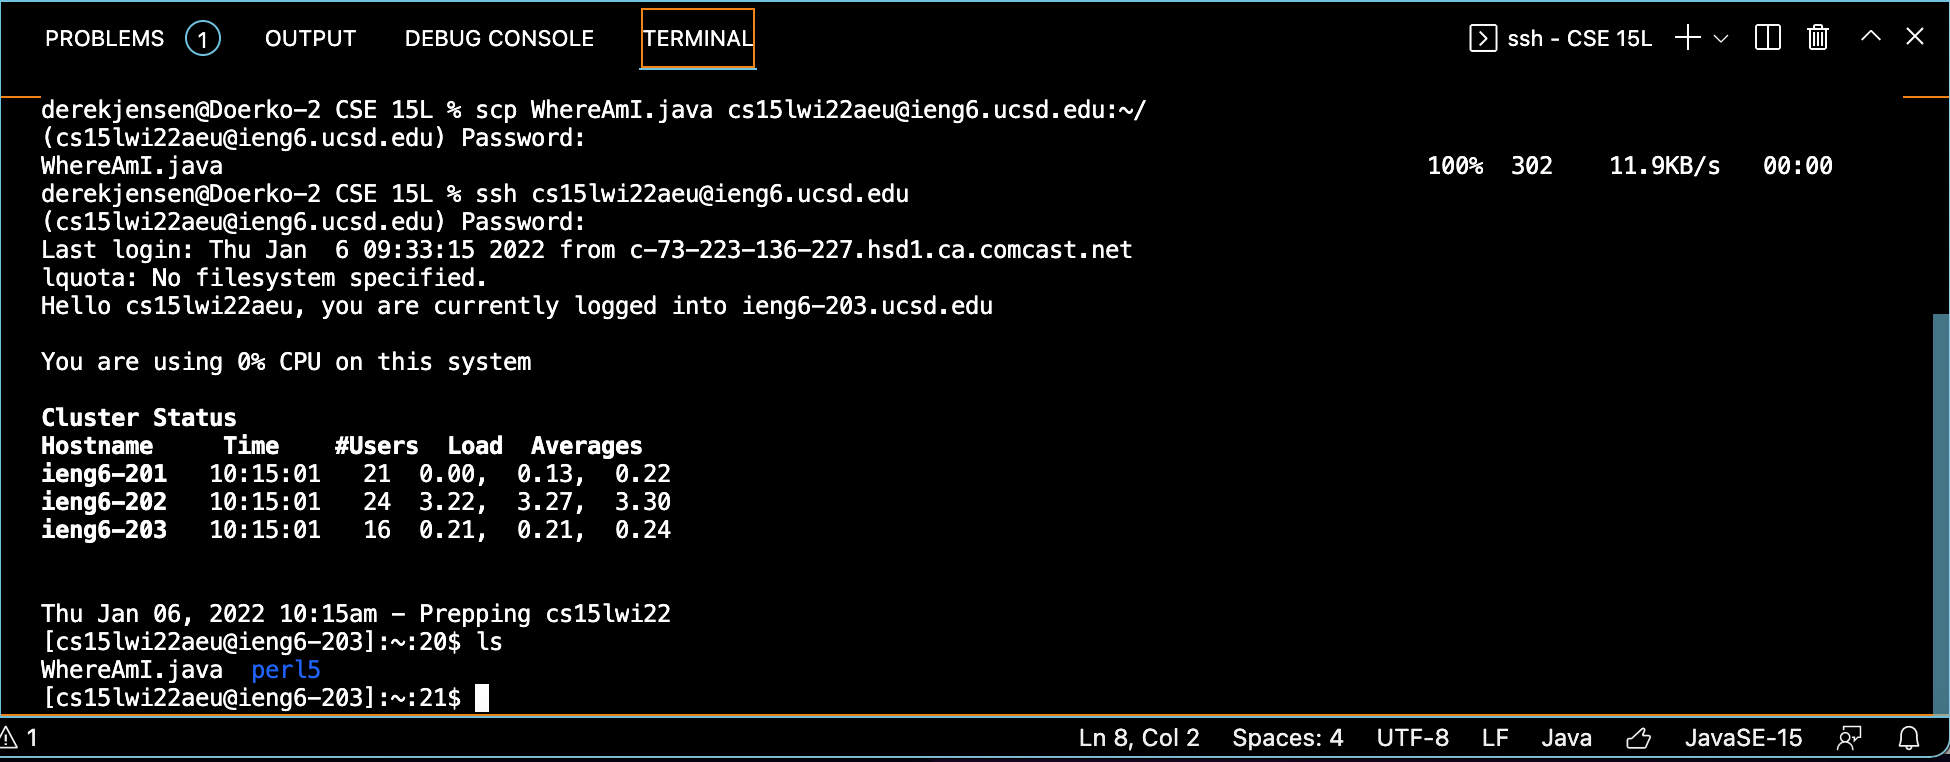 PROBLEMS 1 OUTPUT DEBUG CONSOLE TERMINAL ssh - CSE 15L
derekjensen@Doerko-2 CSE 15L % scp WhereAmI.java cs15lwi22aeu@ieng6.ucsd.edu:~/
(cs15lwi22aeu@ieng6.ucsd.edu) Password:
WhereAmI.java 100% 302 11.9KB/s 00:00
derekjensen@Doerko-2 CSE 15L % ssh cs15lwi22aeu@ieng6.ucsd.edu
(cs15lwi22aeu@ieng6.ucsd.edu) Password:
Last login: Thu Jan  6 09:33:15 2022 from c-73-223-136-227.hsd1.ca.comcast.net
lquota: No filesystem specified.
Hello cs15lwi22aeu, you are currently logged into ieng6-203.ucsd.edu
You are using 0% CPU on this system
Cluster Status
Hostname     Time    #Users  Load  Averages
ieng6-201   10:15:01   21  0.00,  0.13,  0.22
ieng6-202   10:15:01   24  3.22,  3.27,  3.30
ieng6-203   10:15:01   16  0.21,  0.21,  0.24
Thu Jan 06, 2022 10:15am - Prepping cs15lwi22
[cs15lwi22aeu@ieng6-203]:~:20$ ls
WhereAmI.java  perl5
[cs15lwi22aeu@ieng6-203]:~:21$
1 Ln 8, Col 2 Spaces: 4 UTF-8 LF Java JavaSE-15